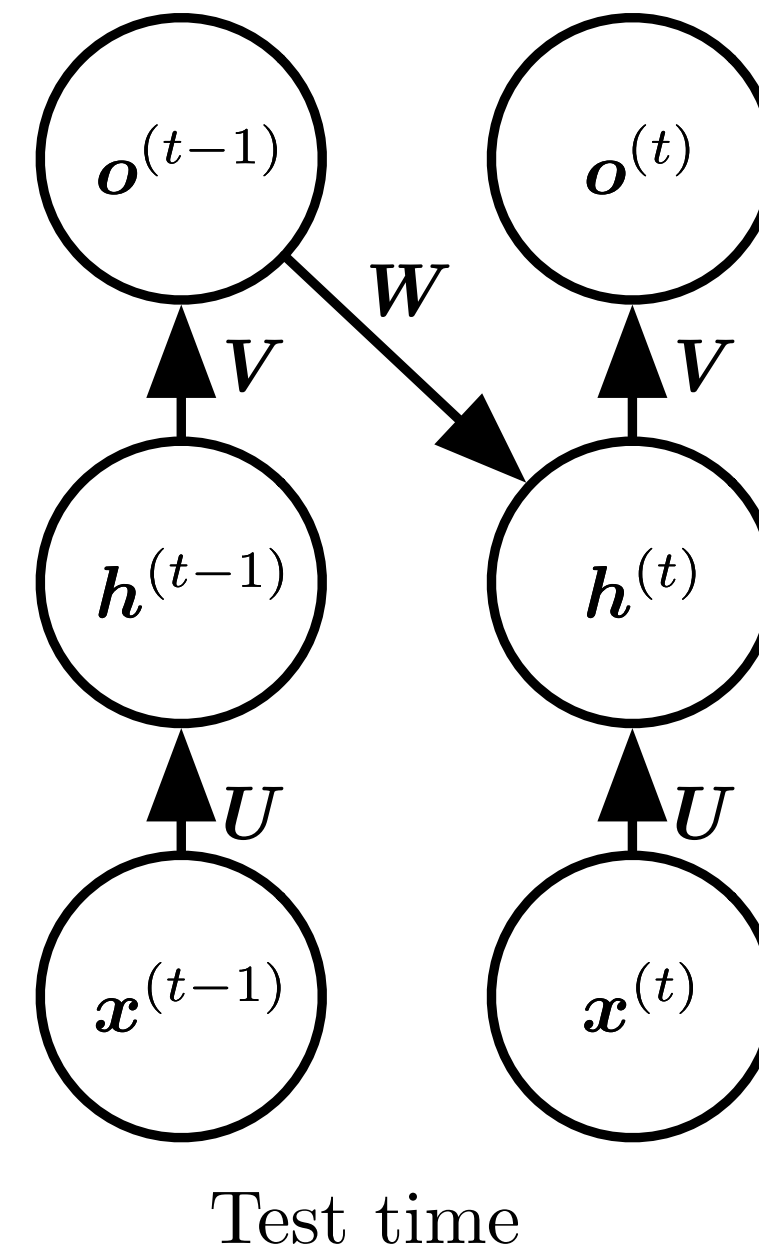 o^(t−1) o^(t)
W
V V
h^(t−1) h^(t)
U U
x^(t−1) x^(t)
Test time